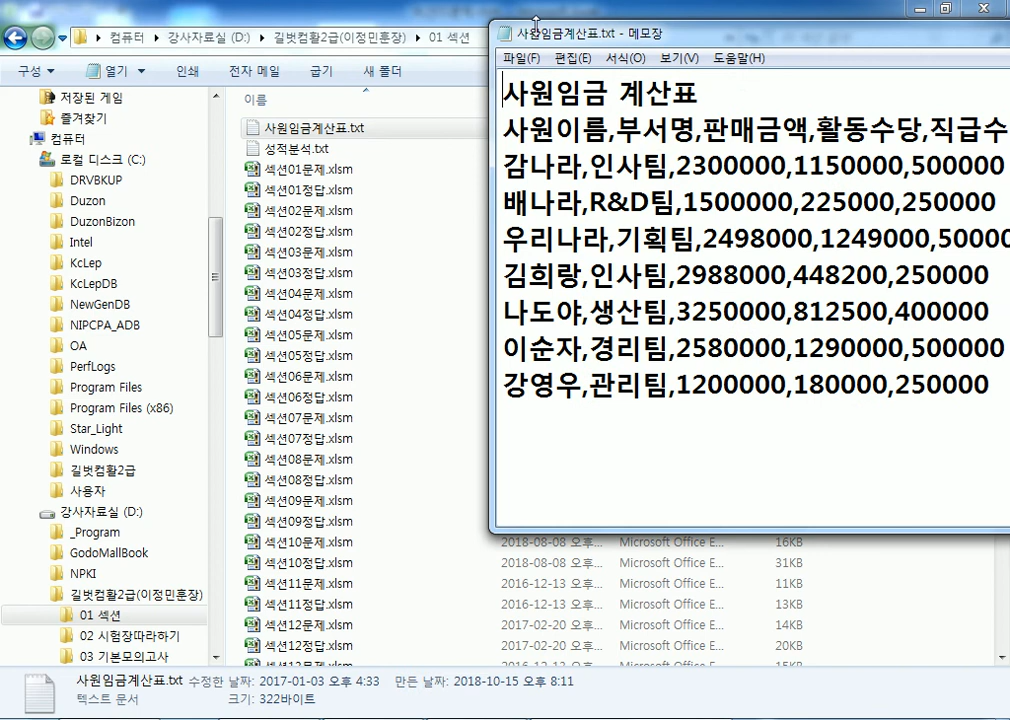 컴퓨터 ▸ 강사자료실 (D:) ▸ 길벗컴활2급(이정민훈장) ▸ 01 섹션
구성 열기 인쇄 전자 메일 굽기 새 폴더
저장된 게임
즐겨찾기
컴퓨터
로컬 디스크 (C:)
DRVBKUP
Duzon
DuzonBizon
Intel
KcLep
KcLepDB
NewGenDB
NIPCPA_ADB
OA
PerfLogs
Program Files
Program Files (x86)
Star_Light
Windows
길벗컴활2급
사용자
강사자료실 (D:)
_Program
GodoMallBook
NPKI
길벗컴활2급(이정민훈장)
01 섹션
02 시험장따라하기
03 기본모의고사
이름
사원임금계산표.txt
성적분석.txt
섹션01문제.xlsm
섹션01정답.xlsm
섹션02문제.xlsm
섹션02정답.xlsm
섹션03문제.xlsm
섹션03정답.xlsm
섹션04문제.xlsm
섹션04정답.xlsm
섹션05문제.xlsm
섹션05정답.xlsm
섹션06문제.xlsm
섹션06정답.xlsm
섹션07문제.xlsm
섹션07정답.xlsm
섹션08문제.xlsm
섹션08정답.xlsm
섹션09문제.xlsm
섹션09정답.xlsm
섹션10문제.xlsm 2018-08-08 오후... Microsoft Office E... 16KB
섹션10정답.xlsm 2018-08-08 오후... Microsoft Office E... 31KB
섹션11문제.xlsm 2016-12-13 오후... Microsoft Office E... 11KB
섹션11정답.xlsm 2016-12-13 오후... Microsoft Office E... 13KB
섹션12문제.xlsm 2017-02-20 오후... Microsoft Office E... 14KB
섹션12정답.xlsm 2017-02-20 오후... Microsoft Office E... 20KB
사원임금계산표.txt - 메모장
파일(F) 편집(E) 서식(O) 보기(V) 도움말(H)
사원임금 계산표
사원이름,부서명,판매금액,활동수당,직급수
감나라,인사팀,2300000,1150000,500000
배나라,R&D팀,1500000,225000,250000
우리나라,기획팀,2498000,1249000,50000
김희랑,인사팀,2988000,448200,250000
나도야,생산팀,3250000,812500,400000
이순자,경리팀,2580000,1290000,500000
강영우,관리팀,1200000,180000,250000
사원임금계산표.txt 수정한 날짜: 2017-01-03 오후 4:33 만든 날짜: 2018-10-15 오후 8:11
텍스트 문서 크기: 322바이트